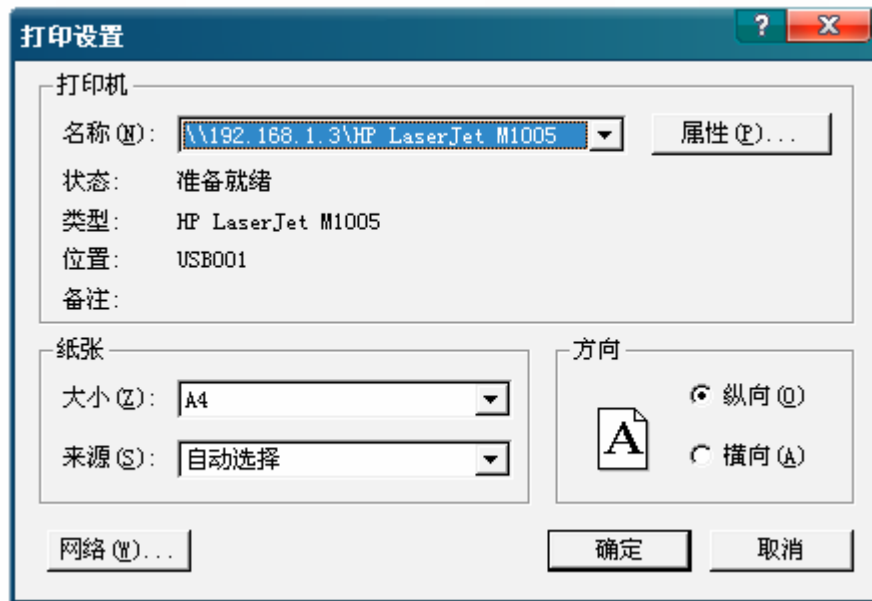 打印设置
打印机
名称(N): \\192.168.1.3\HP LaserJet M1005 属性(P)...
状态: 准备就绪
类型: HP LaserJet M1005
位置: USB001
备注:
纸张
大小(Z): A4
来源(S): 自动选择
方向
A
纵向(O)
横向(A)
网络(W)... 确定 取消